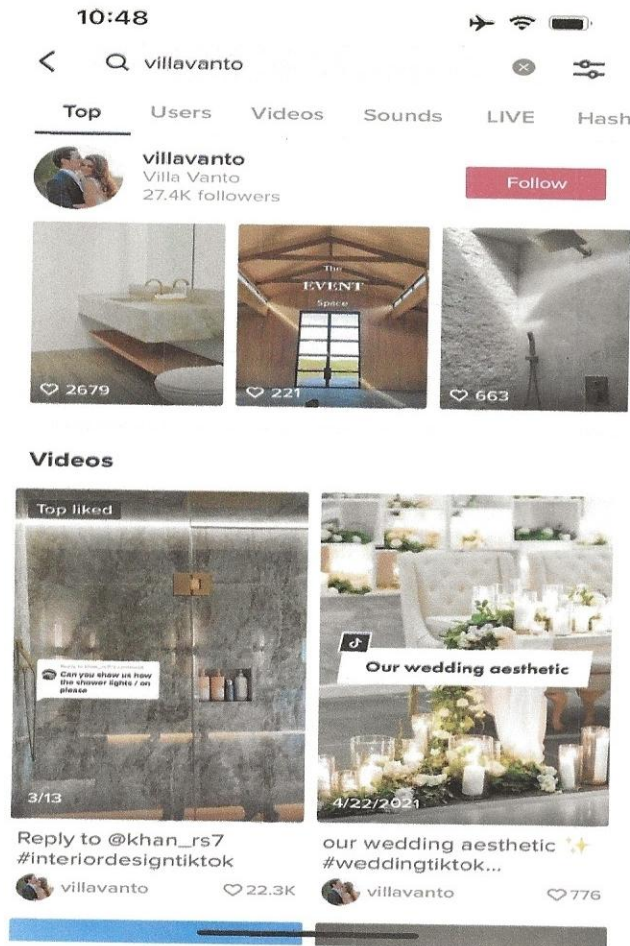 10:48
villavanto
Top Users Videos Sounds LIVE Hash
villavanto
Villa Vanto
27.4K followers
Follow
The
EVENT
Space
2679
221
663
Videos
Top liked
Can you show us how
the shower lights / on
please
3/13
Our wedding aesthetic
4/22/2021
Reply to @khan_rs7
#interiordesigntiktok
villavanto 22.3K
our wedding aesthetic ✨
#weddingtiktok...
villavanto 776